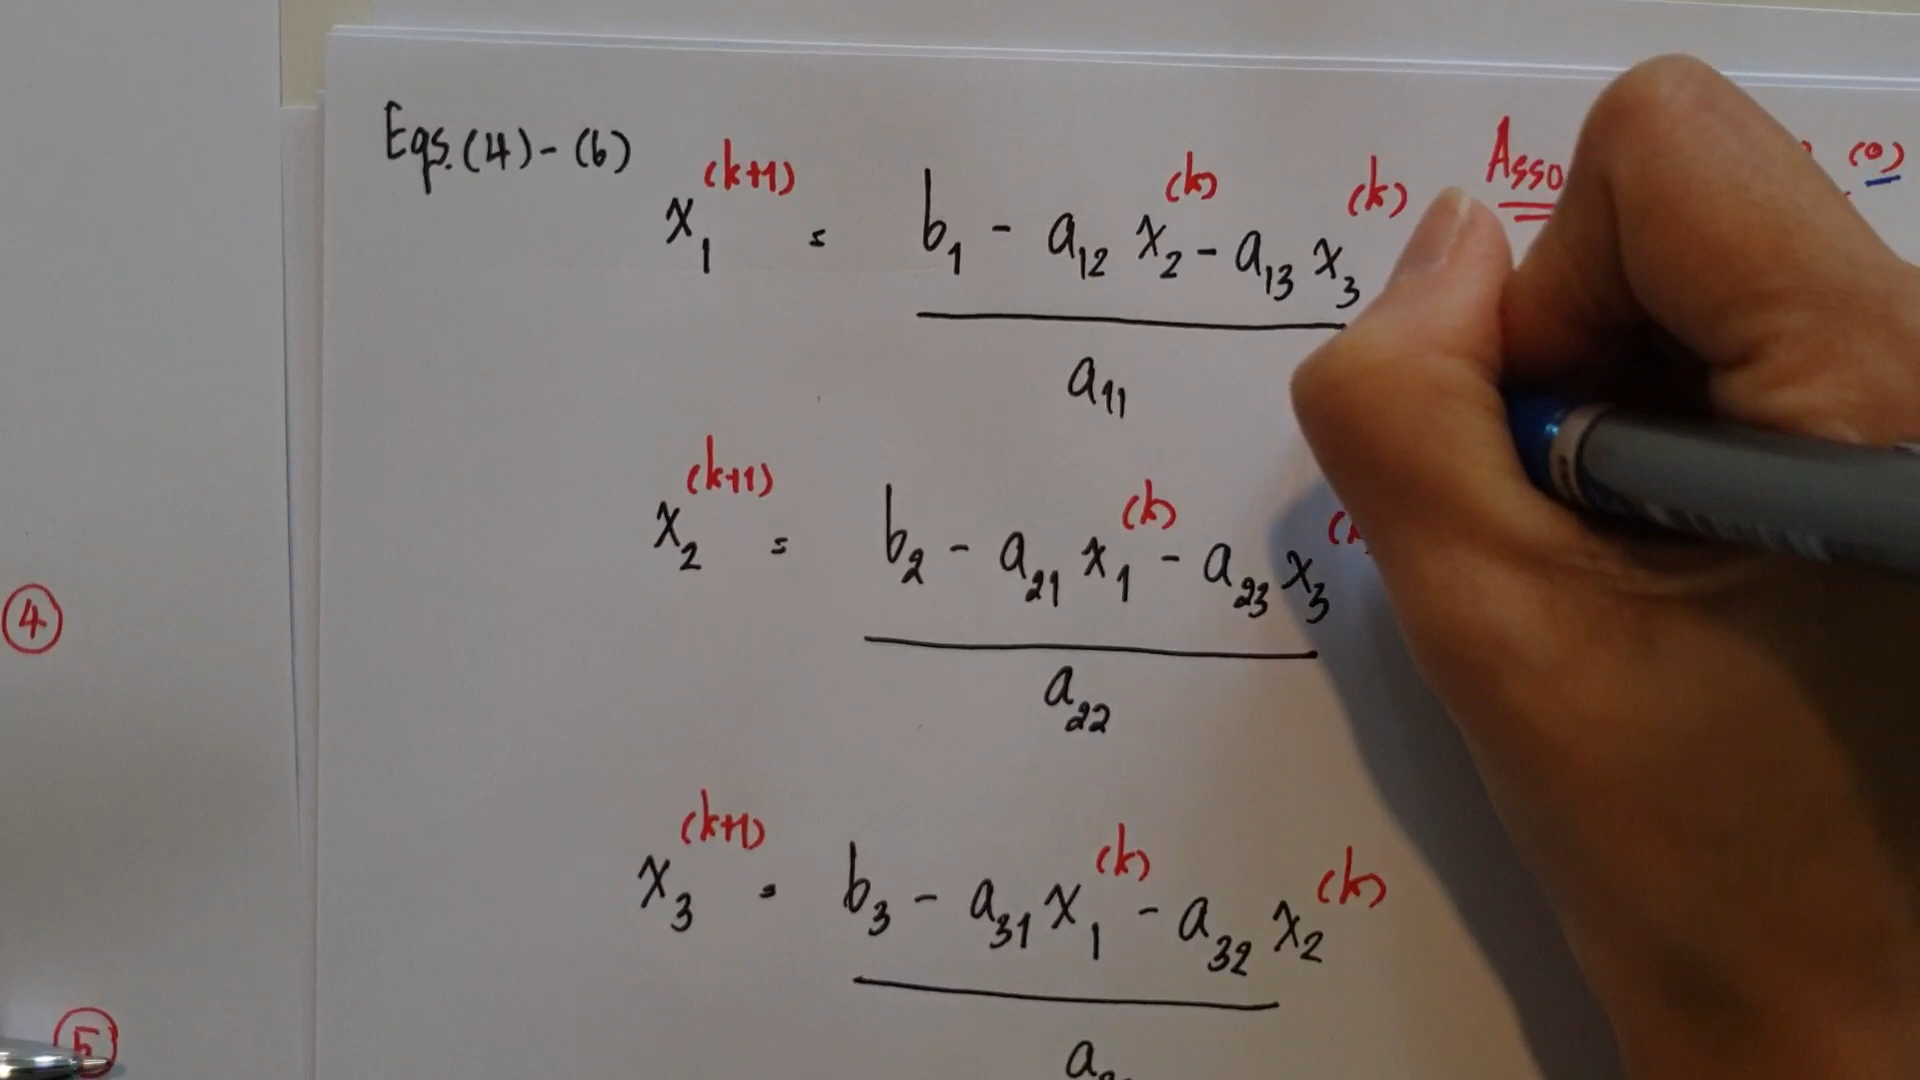 Eqs.(4)-(6)
x₁^(k+1) = b₁ - a₁₂ x₂^(k) - a₁₃ x₃^(k)
a₁₁
x₂^(k+1) = b₂ - a₂₁ x₁^(k) - a₂₃ x₃
a₂₂
x₃^(k+1) = b₃ - a₃₁ x₁^(k) - a₃₂ x₂^(k)
a
(0)
4
5